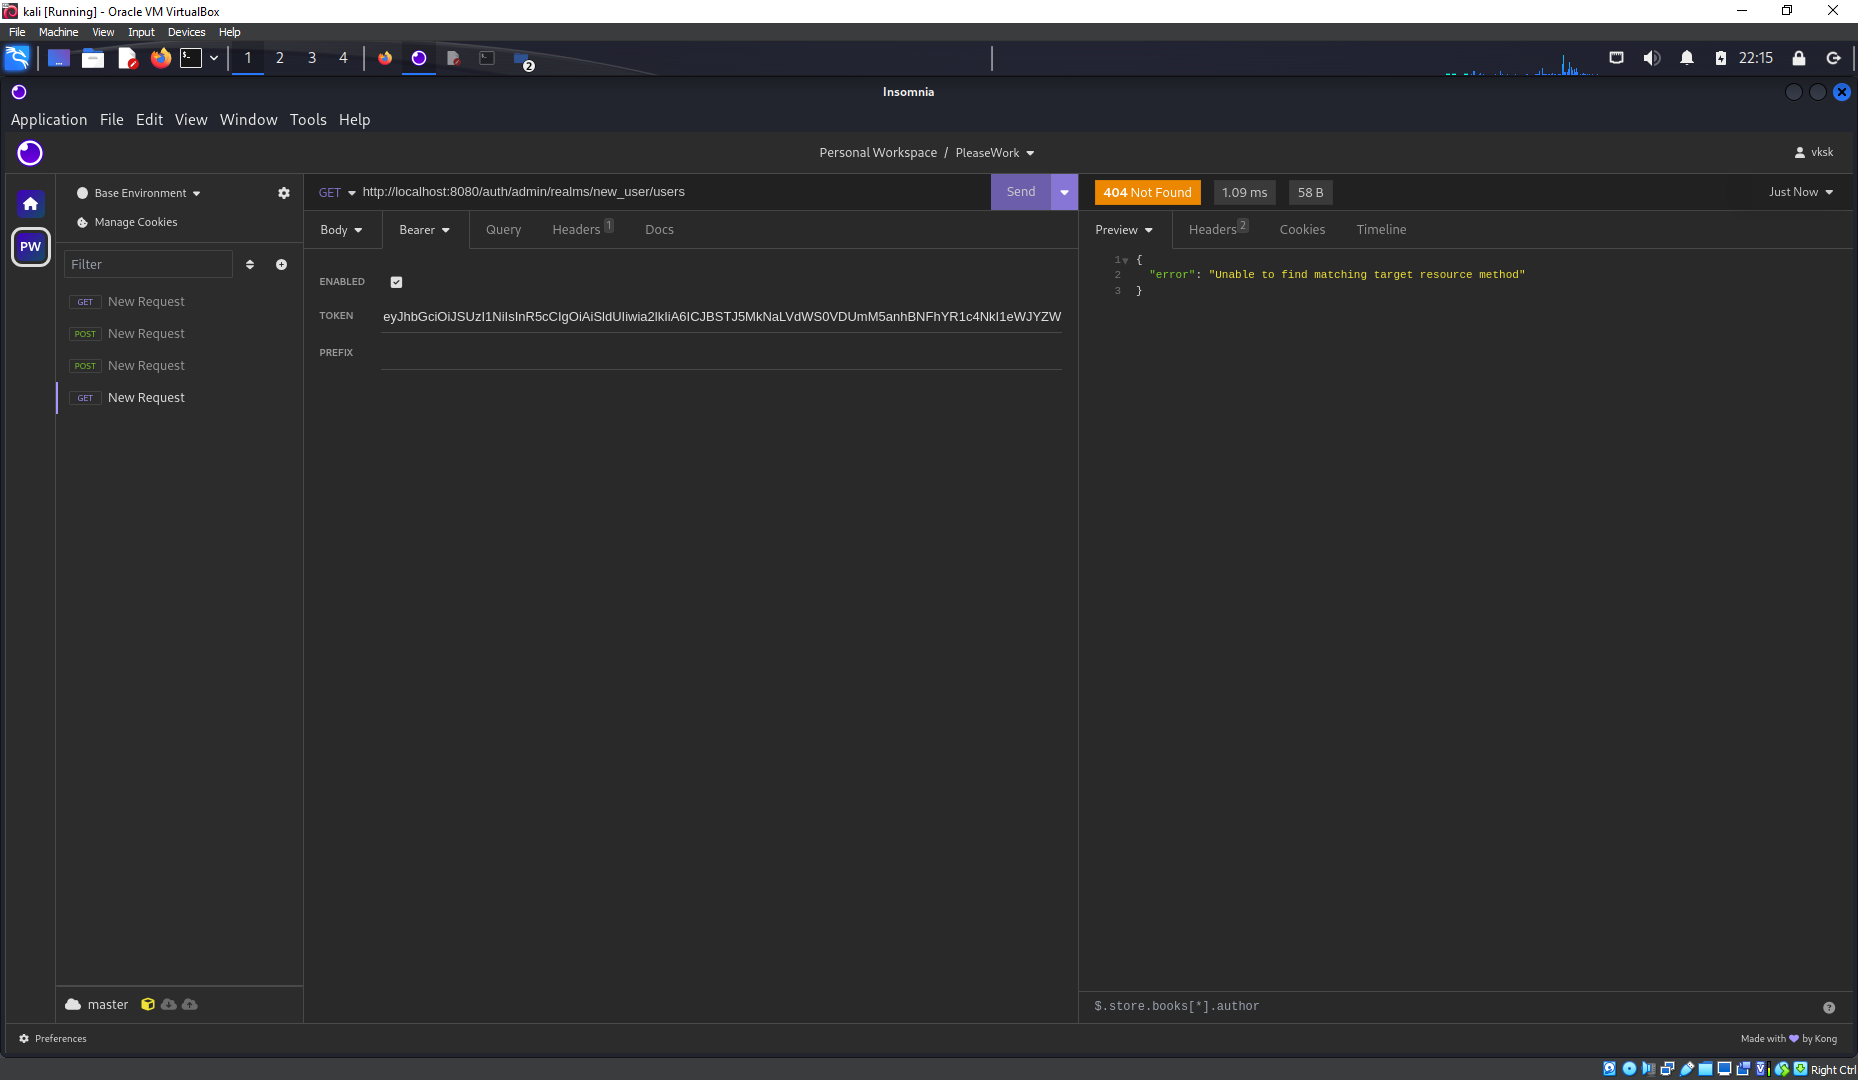 kali [Running] - Oracle VM VirtualBox
File Machine View Input Devices Help
1 2 3 4
2
22:15
Insomnia
Application File Edit View Window Tools Help
Personal Workspace / PleaseWork
vksk
Base Environment
Manage Cookies
PW
Filter
GET New Request
POST New Request
POST New Request
GET New Request
master
GET http://localhost:8080/auth/admin/realms/new_user/users
Send
Body Bearer Query Headers 1 Docs
ENABLED
TOKEN
PREFIX
404 Not Found 1.09 ms 58 B Just Now
Preview Headers 2 Cookies Timeline
1 {
2 "error": "Unable to find matching target resource method"
3 }
$.store.books[*].author
Preferences
Made with by Kong
Right Ctrl